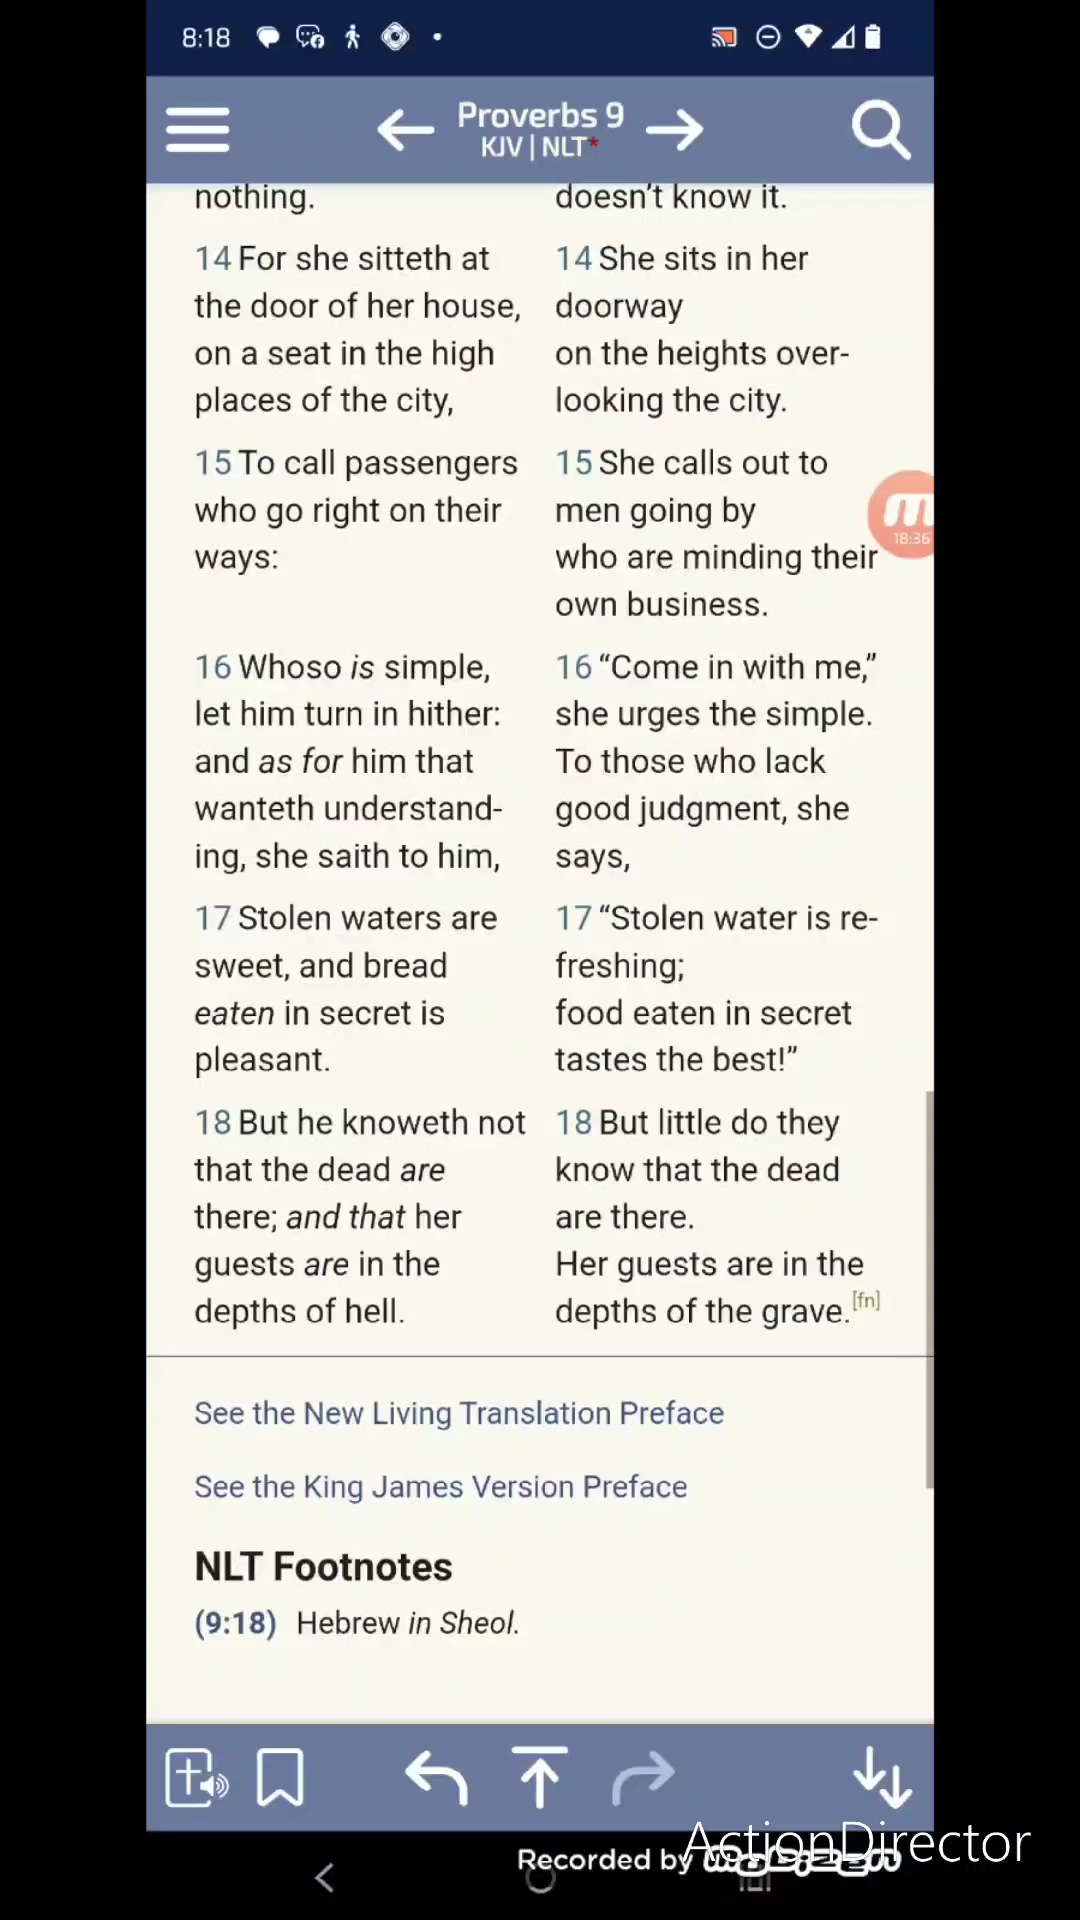 8:18
Proverbs 9
KJV | NLT*
nothing.
14 For she sitteth at
the door of her house,
on a seat in the high
places of the city,
15 To call passengers
who go right on their
ways:
16 Whoso is simple,
let him turn in hither:
and as for him that
wanteth understand-
ing, she saith to him,
17 Stolen waters are
sweet, and bread
eaten in secret is
pleasant.
18 But he knoweth not
that the dead are
there; and that her
guests are in the
depths of hell.
doesn’t know it.
14 She sits in her
doorway
on the heights over-
looking the city.
15 She calls out to
men going by
who are minding their
own business.
16 “Come in with me,”
she urges the simple.
To those who lack
good judgment, she
says,
17 “Stolen water is re-
freshing;
food eaten in secret
tastes the best!”
18 But little do they
know that the dead
are there.
Her guests are in the
depths of the grave.[fn]
m
18:36
See the New Living Translation Preface
See the King James Version Preface
NLT Footnotes
(9:18) Hebrew in Sheol.
ActionDirector
Recorded by